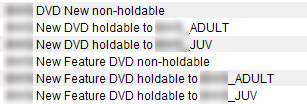 DVD New non-holdable
New DVD holdable to _ADULT
New DVD holdable to _JUV
New Feature DVD non-holdable
New Feature DVD holdable to _ADULT
New Feature DVD holdable to _JUV